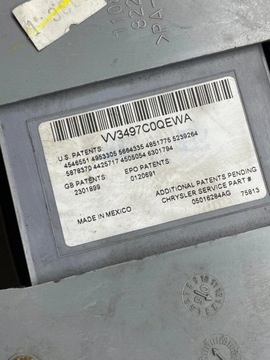 VV3497C0QEWA
U.S. PATENTS:
4546551 4953305 5664335 4851775 5239264
5878370 4425717 4505054 6301794
GB PATENTS: EPO PATENTS:
2301899 0120691
ADDITIONAL PATENTS PENDING
MADE IN MEXICO CHRYSLER SERVICE PART #
05016284AG 75813